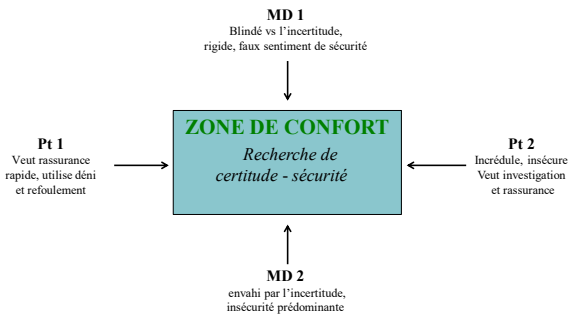 MD 1
Blindé vs l’incertitude,
rigide, faux sentiment de sécurité
ZONE DE CONFORT
Recherche de
certitude - sécurité
Pt 1
Veut rassurance
rapide, utilise déni
et refoulement
Pt 2
Incrédule, insécure
Veut investigation
et rassurance
MD 2
envahi par l’incertitude,
insécurité prédominante